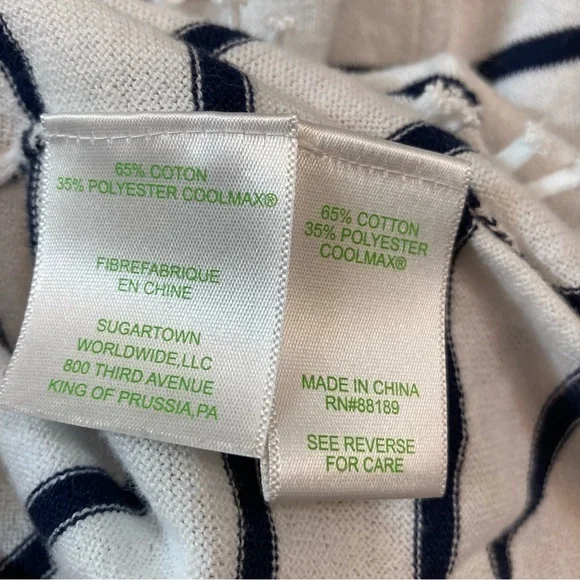 65% COTON
35% POLYESTER COOLMAX®
FIBREFABRIQUE
EN CHINE
SUGARTOWN
WORLDWIDE,LLC
800 THIRD AVENUE
KING OF PRUSSIA,PA
65% COTTON
35% POLYESTER
COOLMAX®
MADE IN CHINA
RN#88189
SEE REVERSE
FOR CARE